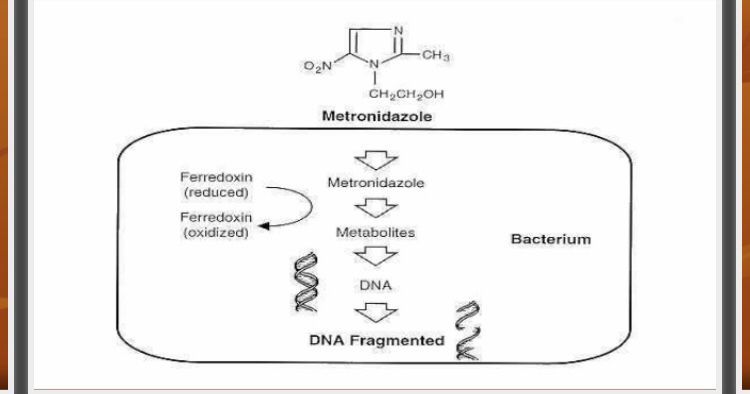 N
O₂N
N
CH₃
CH₂CH₂OH
Metronidazole
Ferredoxin
(reduced)
Metronidazole
Ferredoxin
(oxidized)
Metabolites
Bacterium
DNA
DNA Fragmented